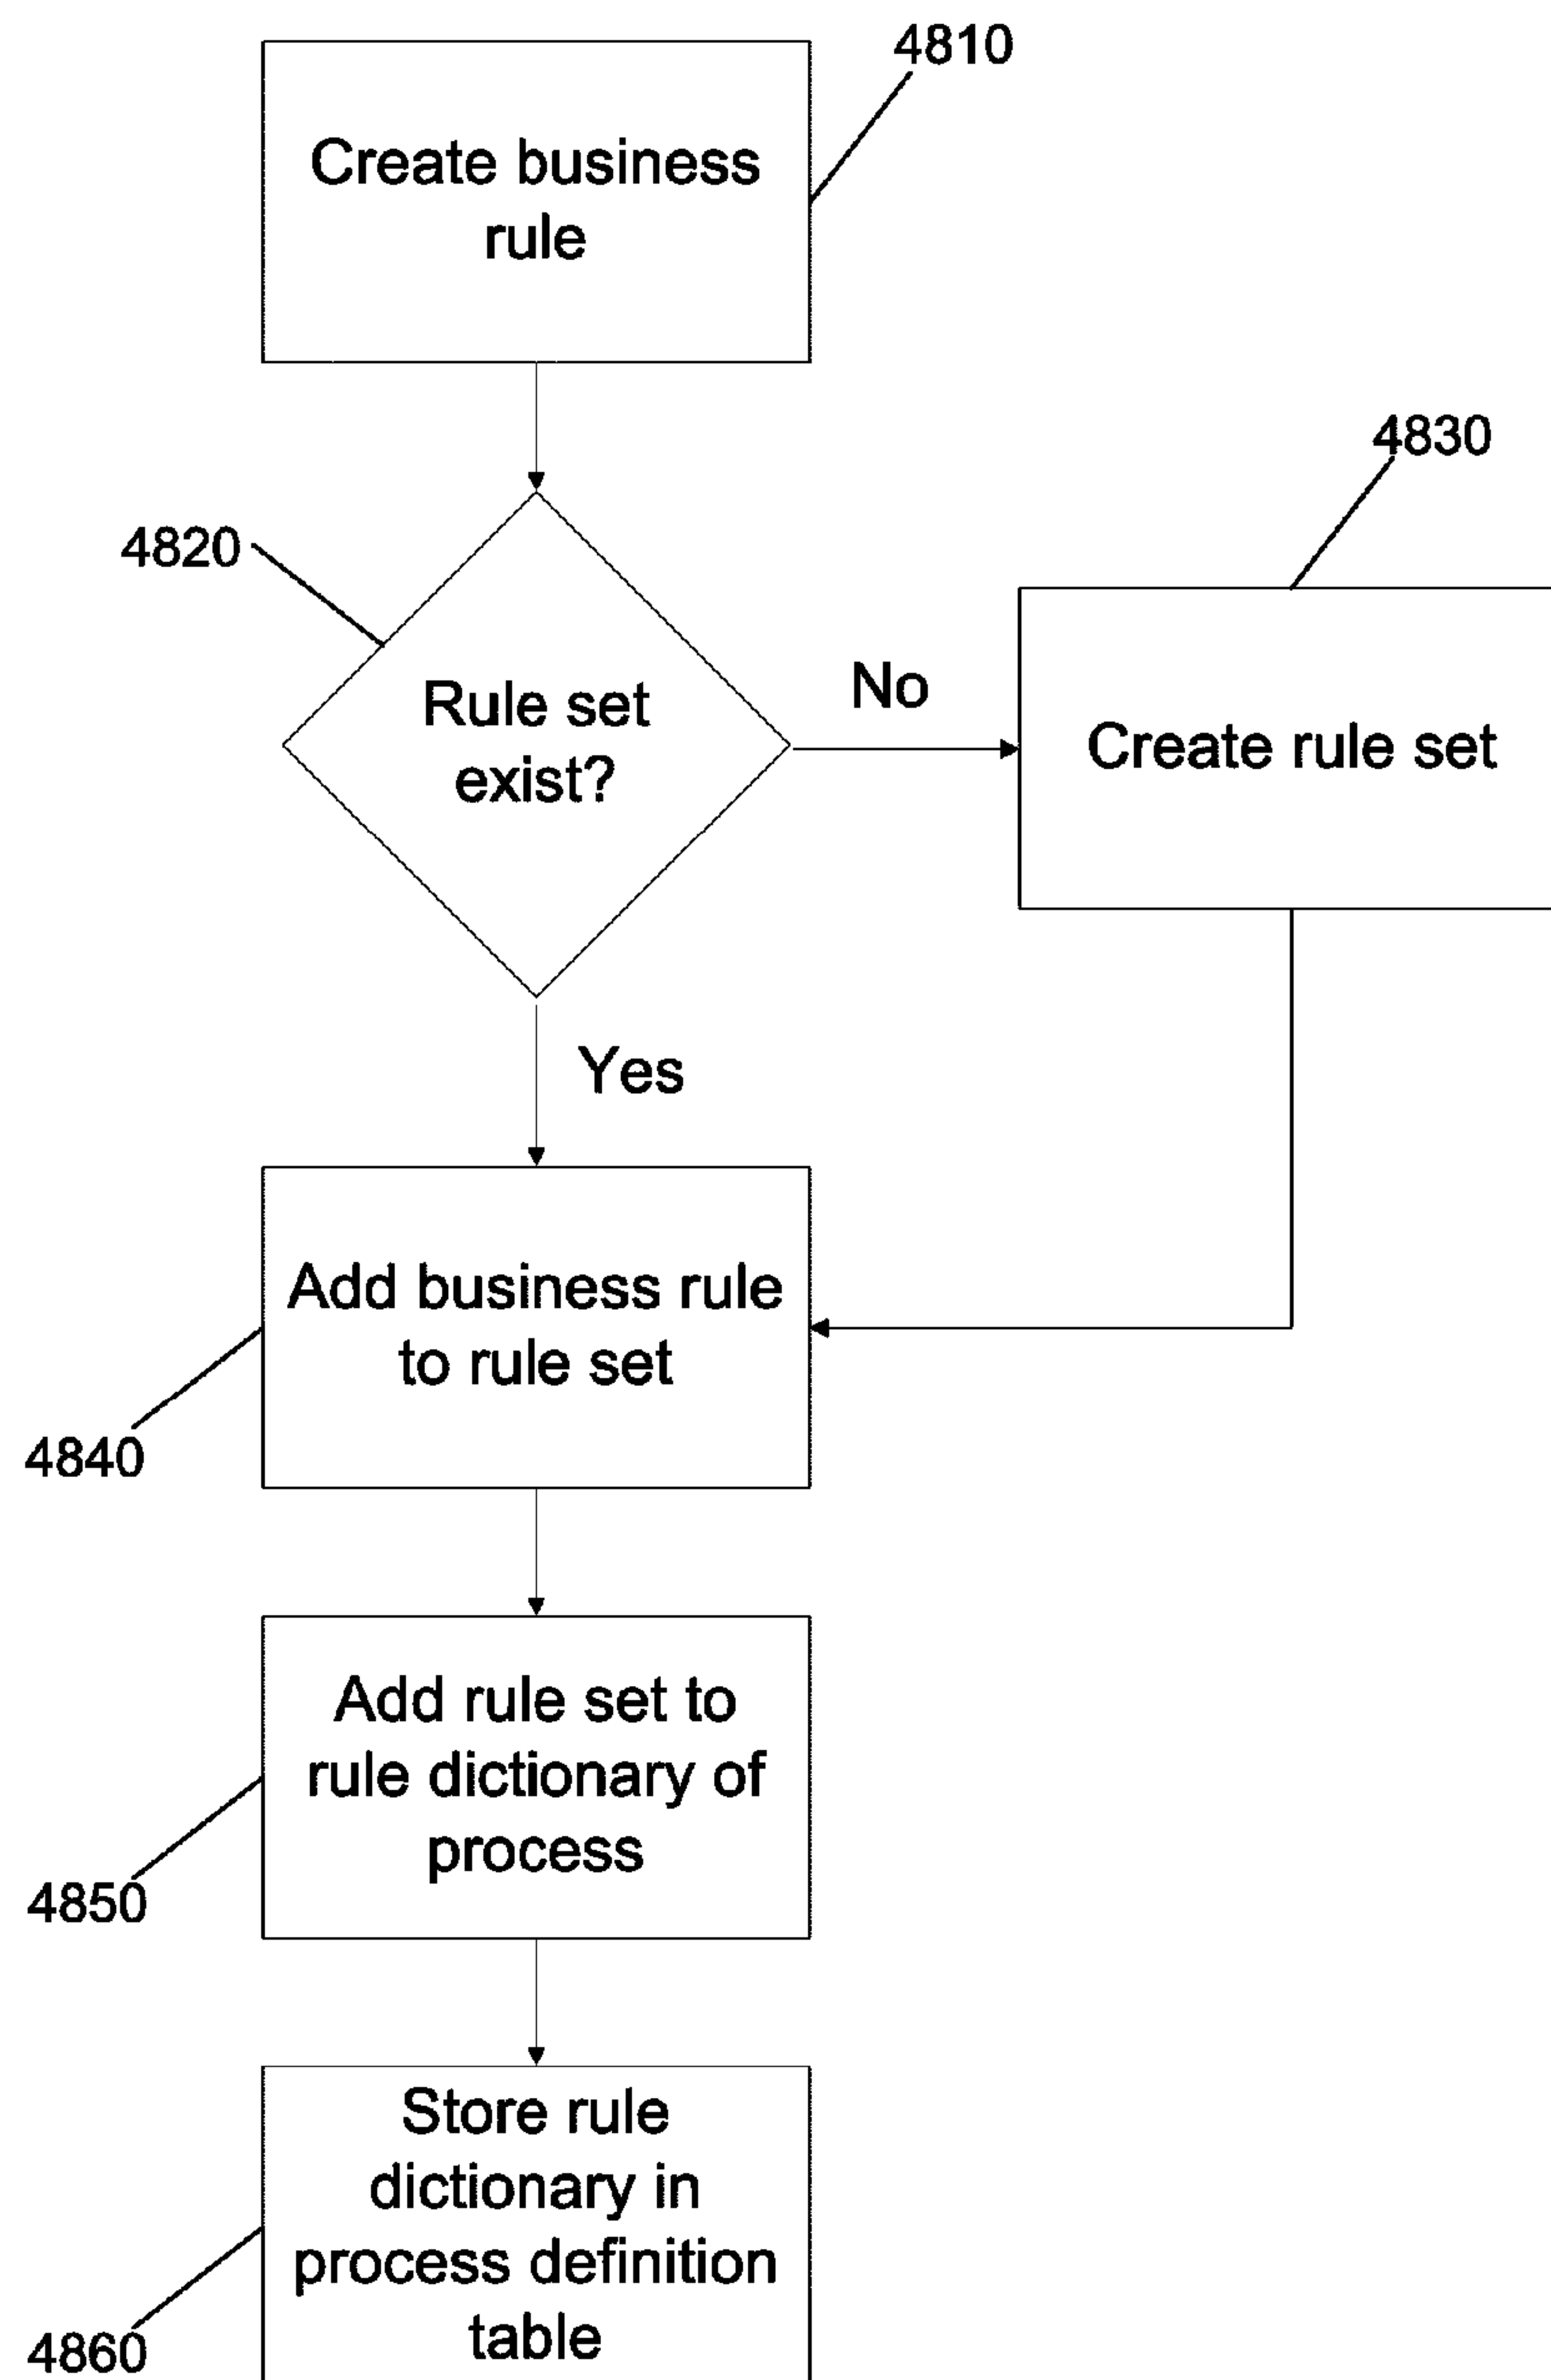 4810
Create business
rule
4830
4820
Rule set
exist?
No
Create rule set
Yes
Add business rule
to rule set
4840
Add rule set to
rule dictionary of
process
4850
Store rule
dictionary in
process definition
table
4860